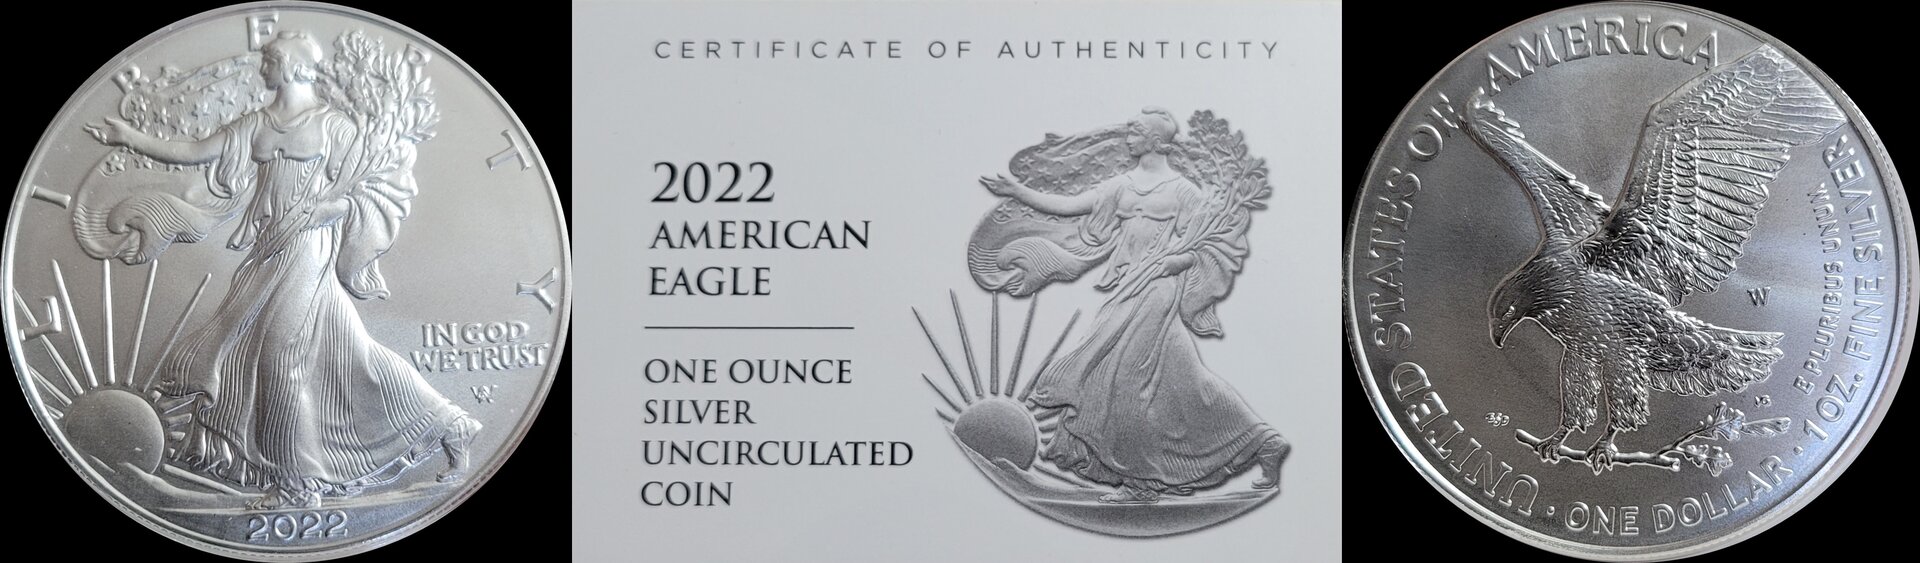 LIBERTY
IN GOD
WE TRUST
2022
CERTIFICATE OF AUTHENTICITY
2022
AMERICAN
EAGLE
ONE OUNCE
SILVER
UNCIRCULATED
COIN
UNITED STATES OF AMERICA
W
E PLURIBUS UNUM
1 OZ. FINE SILVER · ONE DOLLAR ·